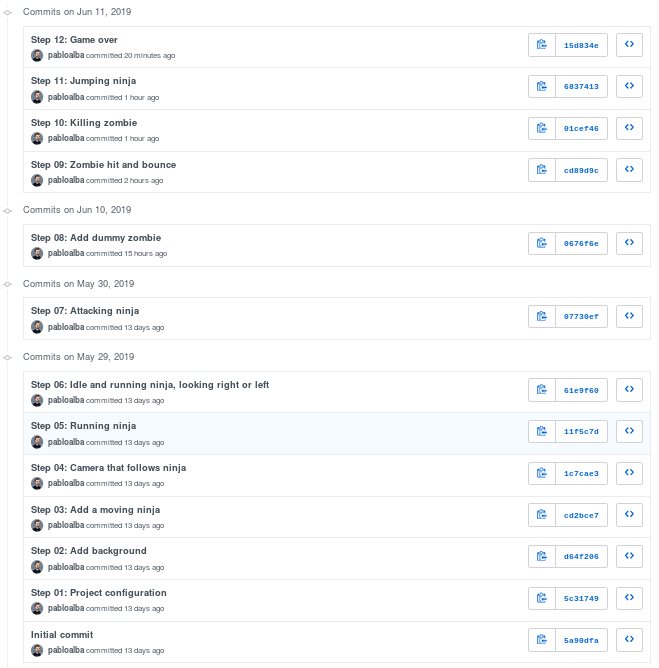 Commits on Jun 11, 2019
Step 12: Game over
pabloalba committed 20 minutes ago
15d834e
Step 11: Jumping ninja
pabloalba committed 1 hour ago
6837413
Step 10: Killing zombie
pabloalba committed 1 hour ago
01cef46
Step 09: Zombie hit and bounce
pabloalba committed 2 hours ago
cd89d9c
Commits on Jun 10, 2019
Step 08: Add dummy zombie
pabloalba committed 15 hours ago
0676f6e
Commits on May 30, 2019
Step 07: Attacking ninja
pabloalba committed 13 days ago
07730ef
Commits on May 29, 2019
Step 06: Idle and running ninja, looking right or left
pabloalba committed 13 days ago
61e9f60
Step 05: Running ninja
pabloalba committed 13 days ago
11f5c7d
Step 04: Camera that follows ninja
pabloalba committed 13 days ago
1c7cae3
Step 03: Add a moving ninja
pabloalba committed 13 days ago
cd2bce7
Step 02: Add background
pabloalba committed 13 days ago
d64f206
Step 01: Project configuration
pabloalba committed 13 days ago
5c31749
Initial commit
pabloalba committed 13 days ago
5a90dfa